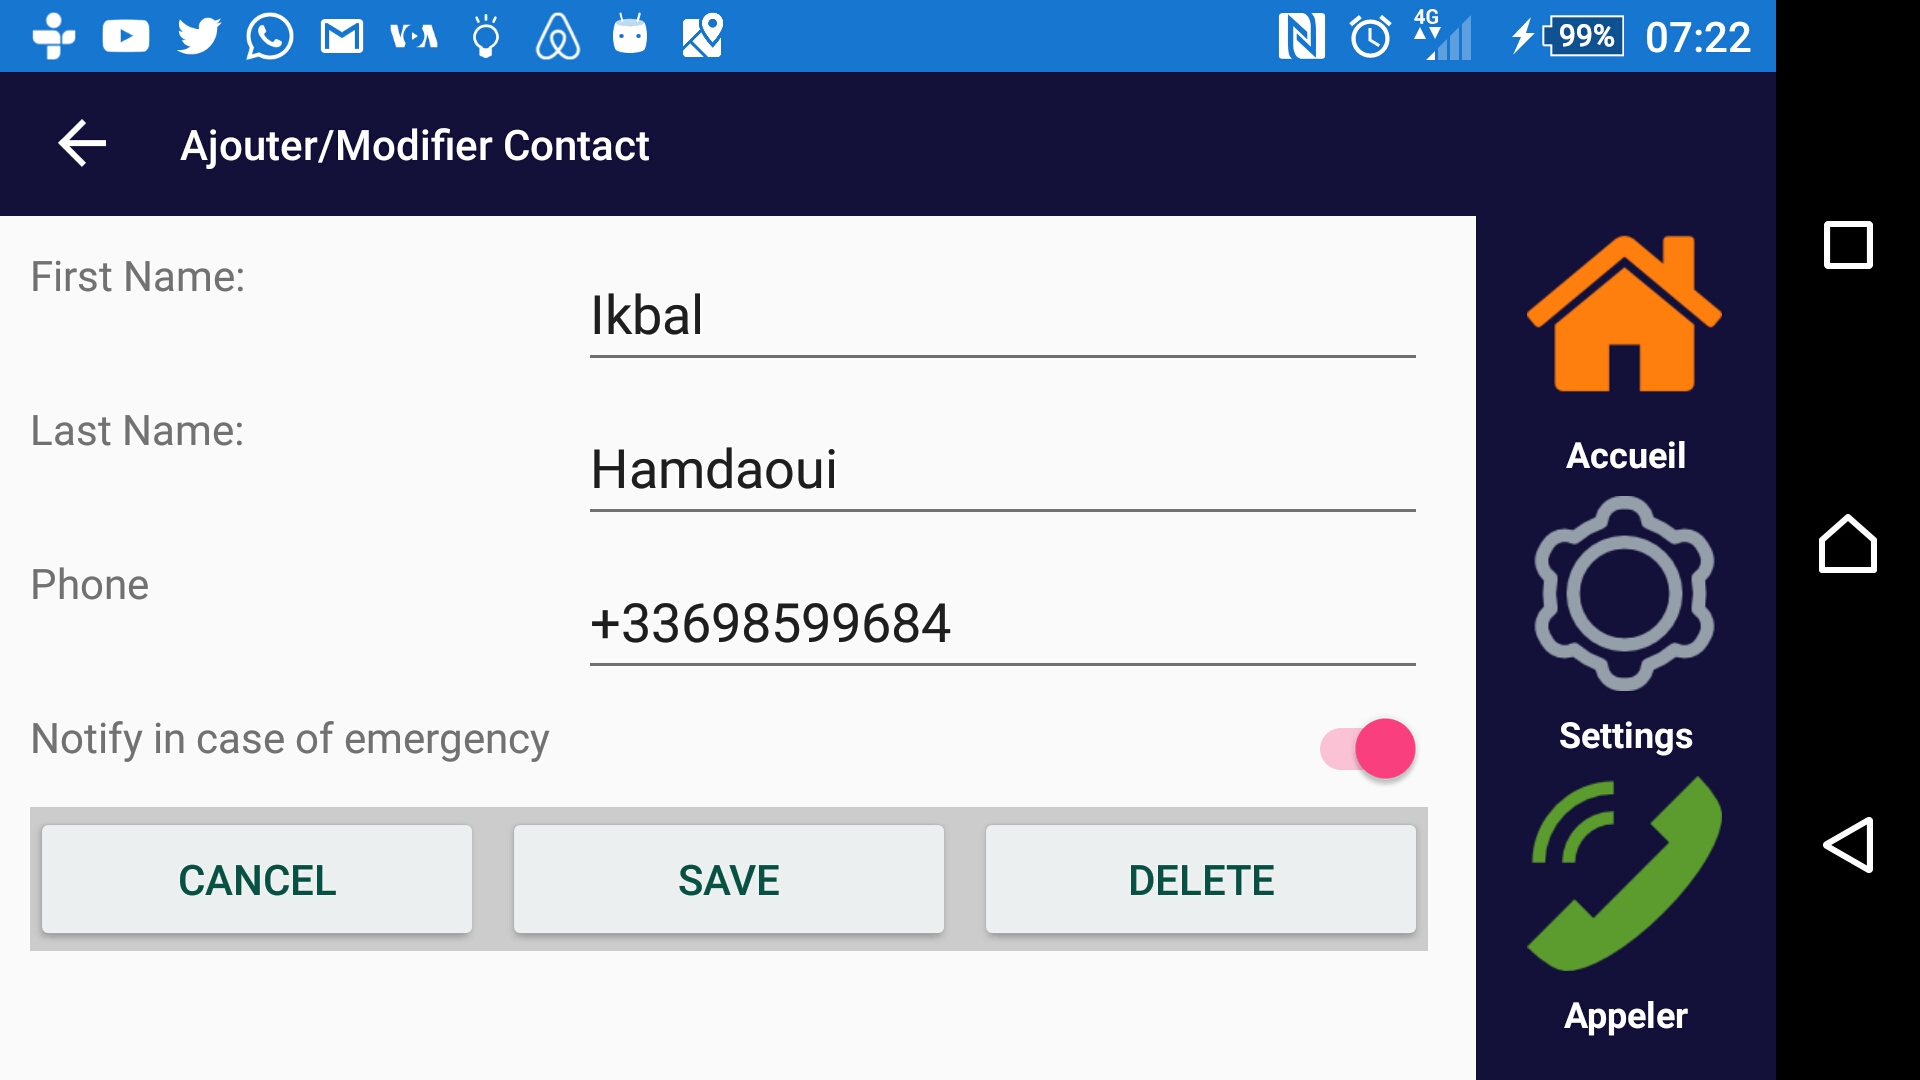 VOA 4G 99% 07:22
Ajouter/Modifier Contact
First Name:
Ikbal
Last Name:
Hamdaoui
Phone
+33698599684
Notify in case of emergency
CANCEL SAVE DELETE
Accueil
Settings
Appeler